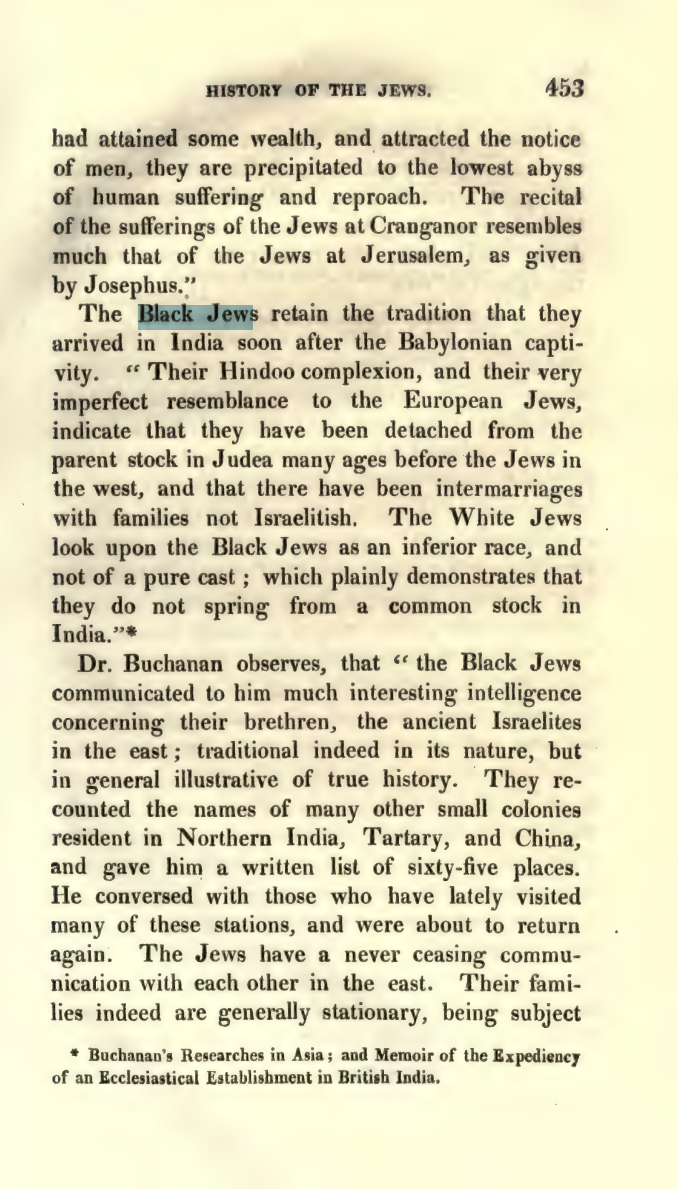 HISTORY OF THE JEWS. 453
had attained some wealth, and attracted the notice
of men, they are precipitated to the lowest abyss
of human suffering and reproach. The recital
of the sufferings of the Jews at Cranganor resembles
much that of the Jews at Jerusalem, as given
by Josephus.”
The Black Jews retain the tradition that they
arrived in India soon after the Babylonian capti-
vity. “ Their Hindoo complexion, and their very
imperfect resemblance to the European Jews,
indicate that they have been detached from the
parent stock in Judea many ages before the Jews in
the west, and that there have been intermarriages
with families not Israelitish. The White Jews
look upon the Black Jews as an inferior race, and
not of a pure cast ; which plainly demonstrates that
they do not spring from a common stock in
India.”*
Dr. Buchanan observes, that “ the Black Jews
communicated to him much interesting intelligence
concerning their brethren, the ancient Israelites
in the east ; traditional indeed in its nature, but
in general illustrative of true history. They re-
counted the names of many other small colonies
resident in Northern India, Tartary, and China,
and gave him a written list of sixty-five places.
He conversed with those who have lately visited
many of these stations, and were about to return
again. The Jews have a never ceasing commu-
nication with each other in the east. Their fami-
lies indeed are generally stationary, being subject
* Buchanan's Researches in Asia ; and Memoir of the Expediency
of an Ecclesiastical Establishment in British India.